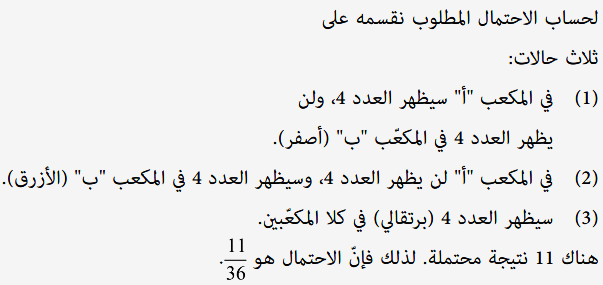 لحساب الاحتمال المطلوب نقسمه على
ثلاث حالات:
(1) في المكعب "أ" سيظهر العدد 4، ولن
يظهر العدد 4 في المكعّب "ب" (أصفر).
(2) في المكعب "أ" لن يظهر العدد 4، وسيظهر العدد 4 في المكعب "ب" (الأزرق).
(3) سيظهر العدد 4 (برتقالي) في كلا المكعّبين.
هناك 11 نتيجة محتملة. لذلك فإنّ الاحتمال هو 11/36.